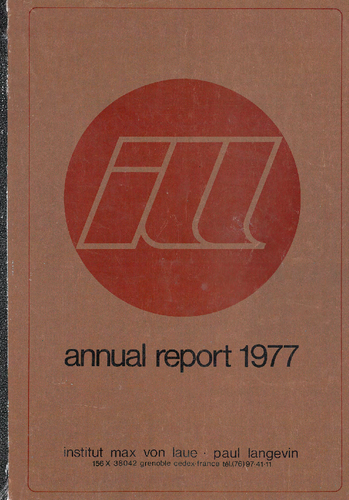 ill
annual report 1977
institut max von laue • paul langevin
156 X 38042 grenoble cedex-france tél.(76)97·41·11